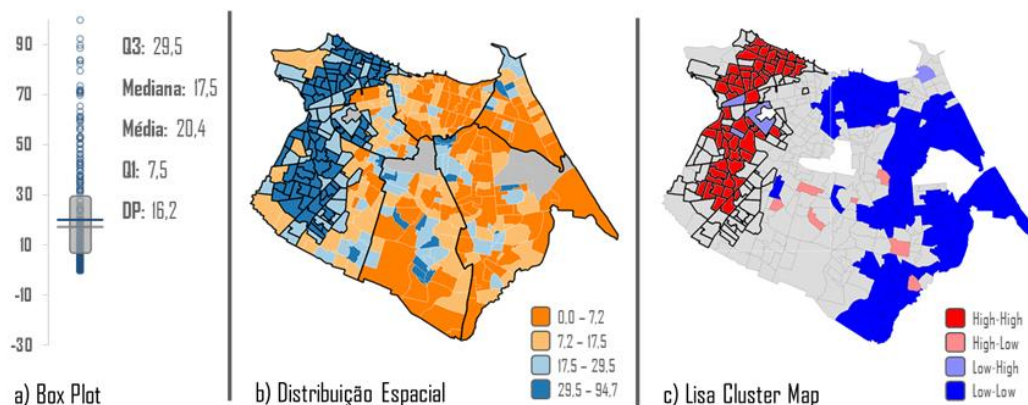 90
70
50
30
10
-10
-30
Q3: 29,5
Mediana: 17,5
Média: 20,4
Q1: 7,5
DP: 16,2
a) Box Plot
0,0 – 7,2
7,2 – 17,5
17,5 – 29,5
29,5 – 94,7
b) Distribuição Espacial
High-High
High-Low
Low-High
Low-Low
c) Lisa Cluster Map